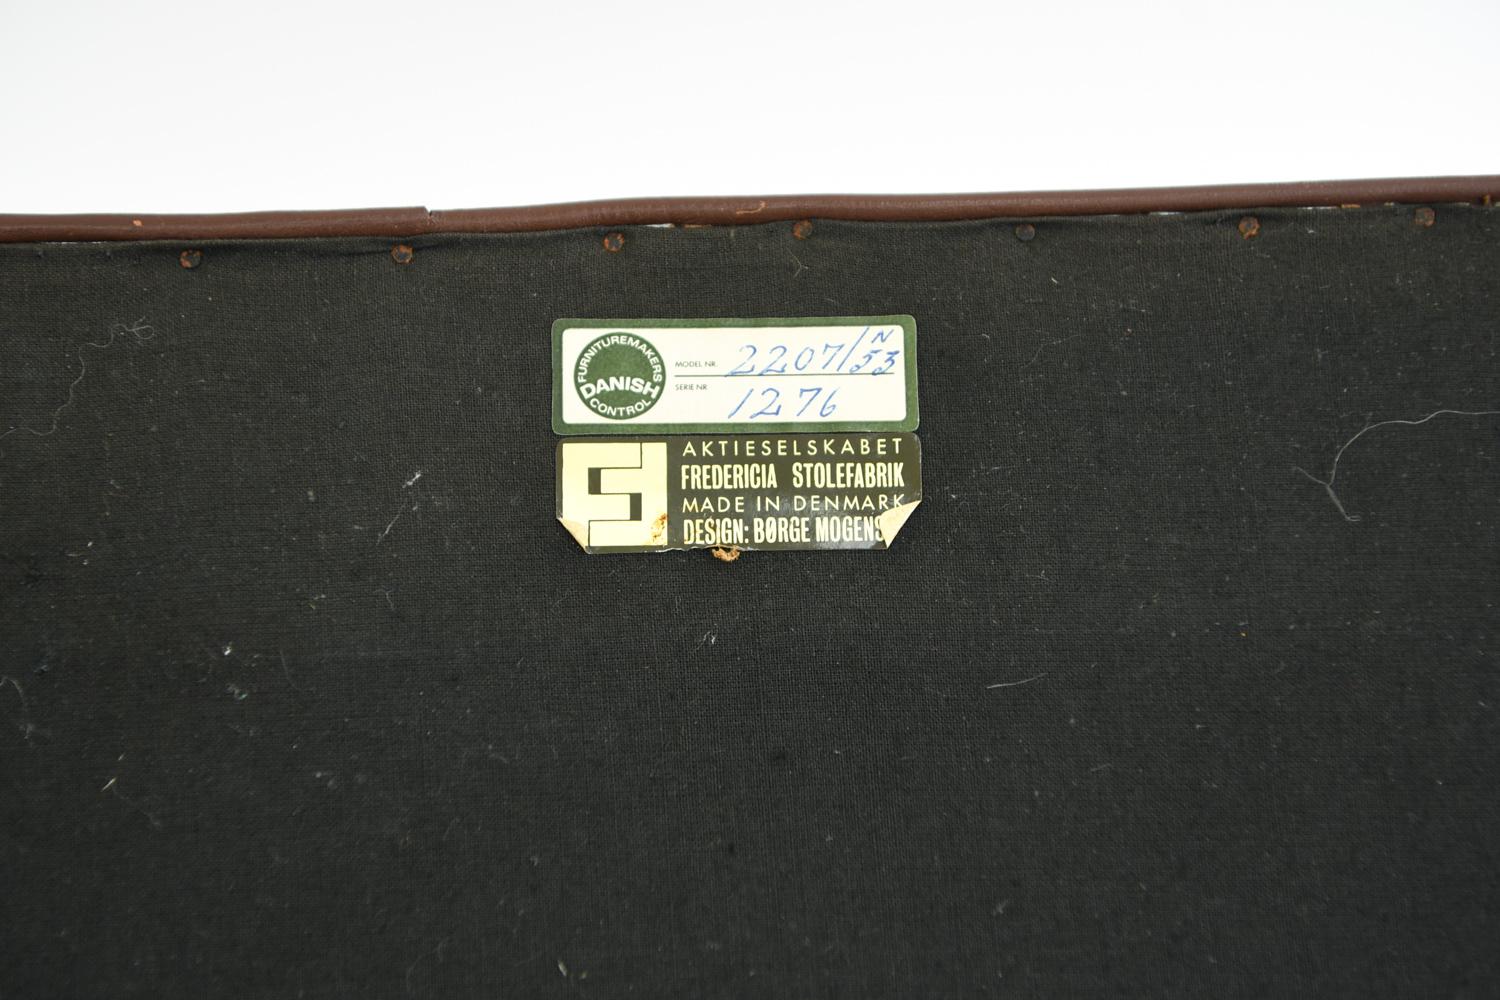 FURNITUREMAKERS
DANISH
CONTROL
MODEL NR. 2207/N 53
SERIE NR 1276
AKTIESELSKABET
FREDERICIA STOLEFABRIK
MADE IN DENMARK
DESIGN: BØRGE MOGENS